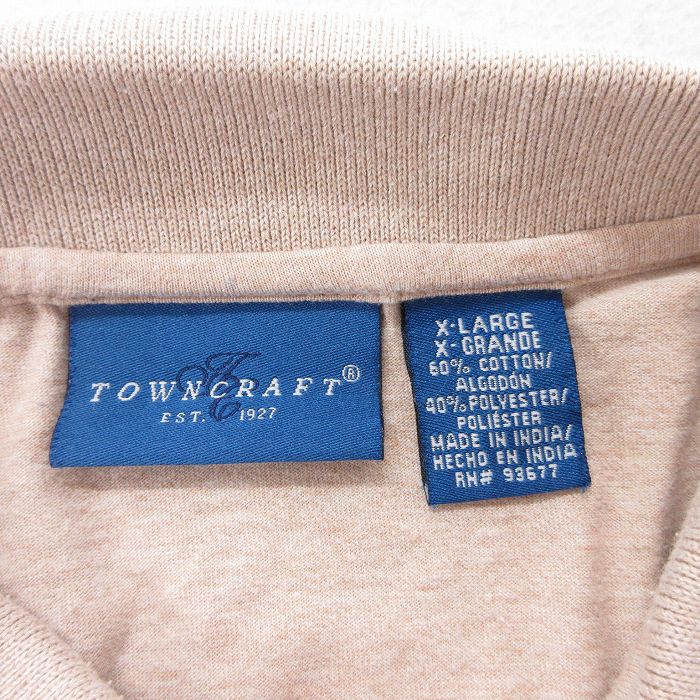 TOWNCRAFT®
EST. 1927
X-LARGE
X-GRANDE
60% COTTON/
ALGODÓN
40% POLYESTER/
POLIÉSTER
MADE IN INDIA/
HECHO EN INDIA
RN# 93677